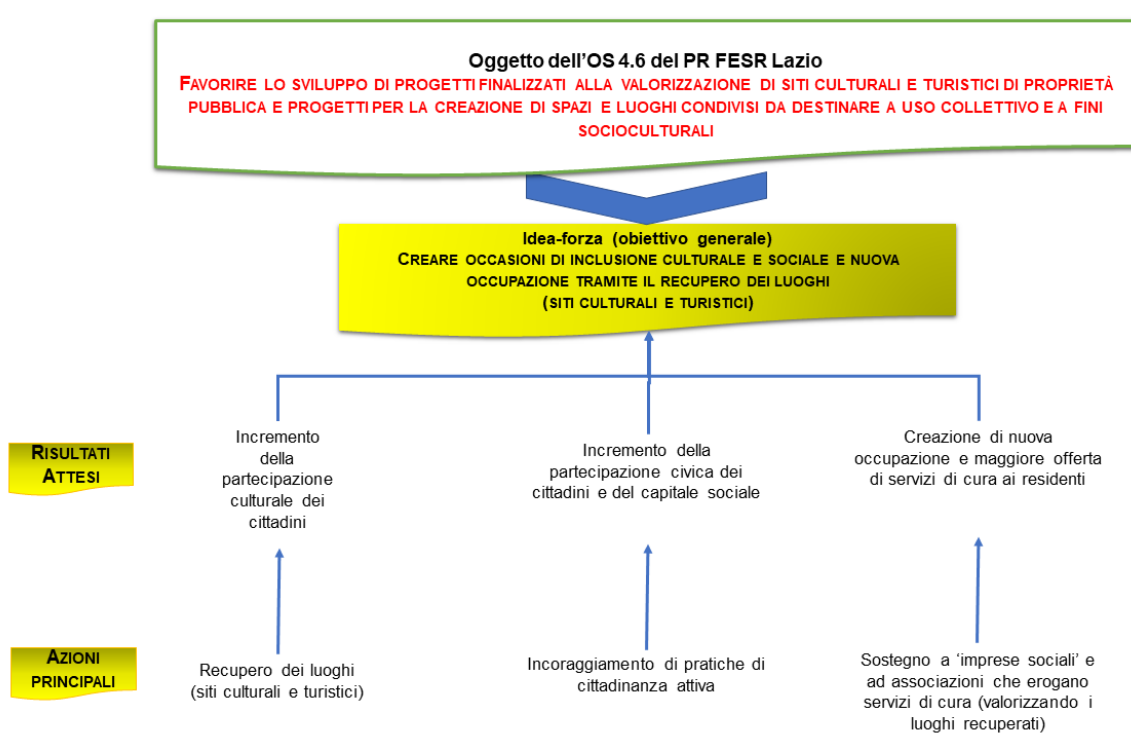 Oggetto dell'OS 4.6 del PR FESR Lazio
FAVORIRE LO SVILUPPO DI PROGETTI FINALIZZATI ALLA VALORIZZAZIONE DI SITI CULTURALI E TURISTICI DI PROPRIETÀ
PUBBLICA E PROGETTI PER LA CREAZIONE DI SPAZI E LUOGHI CONDIVISI DA DESTINARE A USO COLLETTIVO E A FINI
SOCIOCULTURALI
Idea-forza (obiettivo generale)
CREARE OCCASIONI DI INCLUSIONE CULTURALE E SOCIALE E NUOVA
OCCUPAZIONE TRAMITE IL RECUPERO DEI LUOGHI
(SITI CULTURALI E TURISTICI)
RISULTATI
ATTESI
Incremento
della
partecipazione
culturale dei
cittadini
Incremento della
partecipazione civica dei
cittadini e del capitale sociale
Creazione di nuova
occupazione e maggiore offerta
di servizi di cura ai residenti
AZIONI
PRINCIPALI
Recupero dei luoghi
(siti culturali e turistici)
Incoraggiamento di pratiche di
cittadinanza attiva
Sostegno a 'imprese sociali' e
ad associazioni che erogano
servizi di cura (valorizzando i
luoghi recuperati)